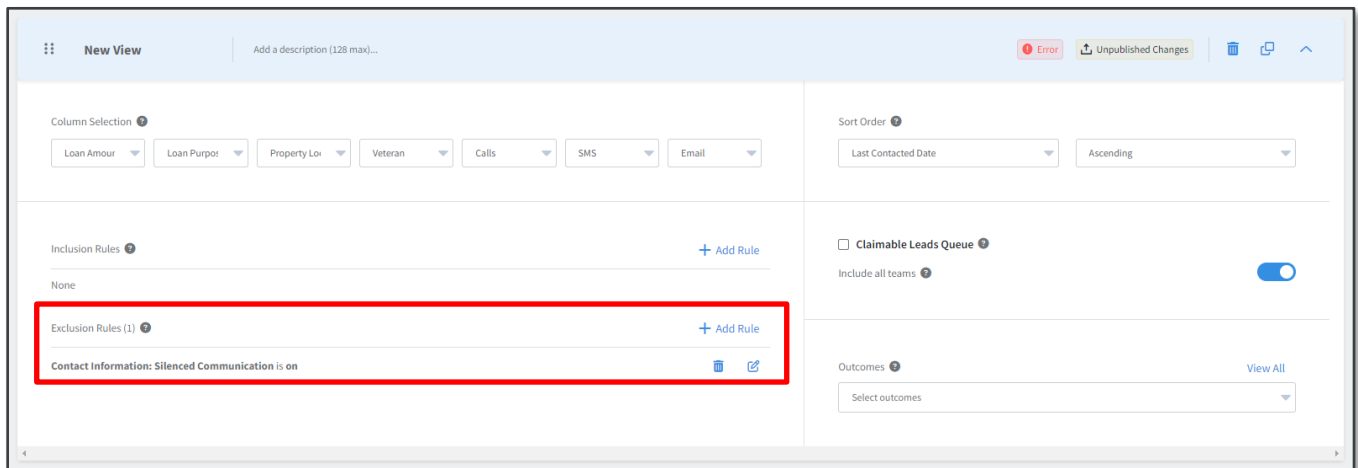 New View
Add a description (128 max)...
Error
Unpublished Changes
Column Selection
Loan Amour
Loan Purpos
Property Loc
Veteran
Calls
SMS
Email
Sort Order
Last Contacted Date
Ascending
Inclusion Rules
+ Add Rule
None
Exclusion Rules (1)
+ Add Rule
Contact Information: Silenced Communication is on
Claimable Leads Queue
Include all teams
Outcomes
View All
Select outcomes